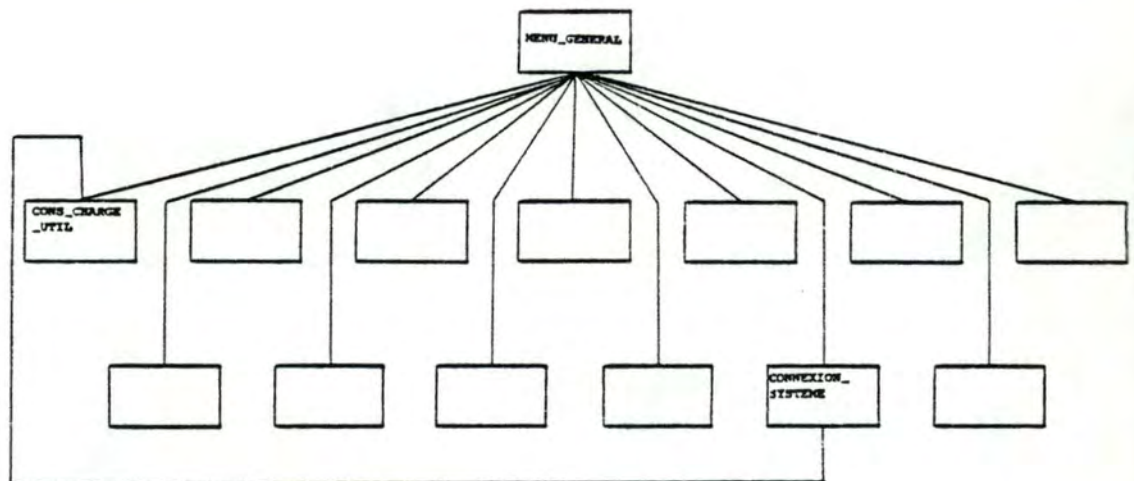 MENU_GENERAL
CONS_CHARGE
_UTIL
CONNEXION_
SYSTEME